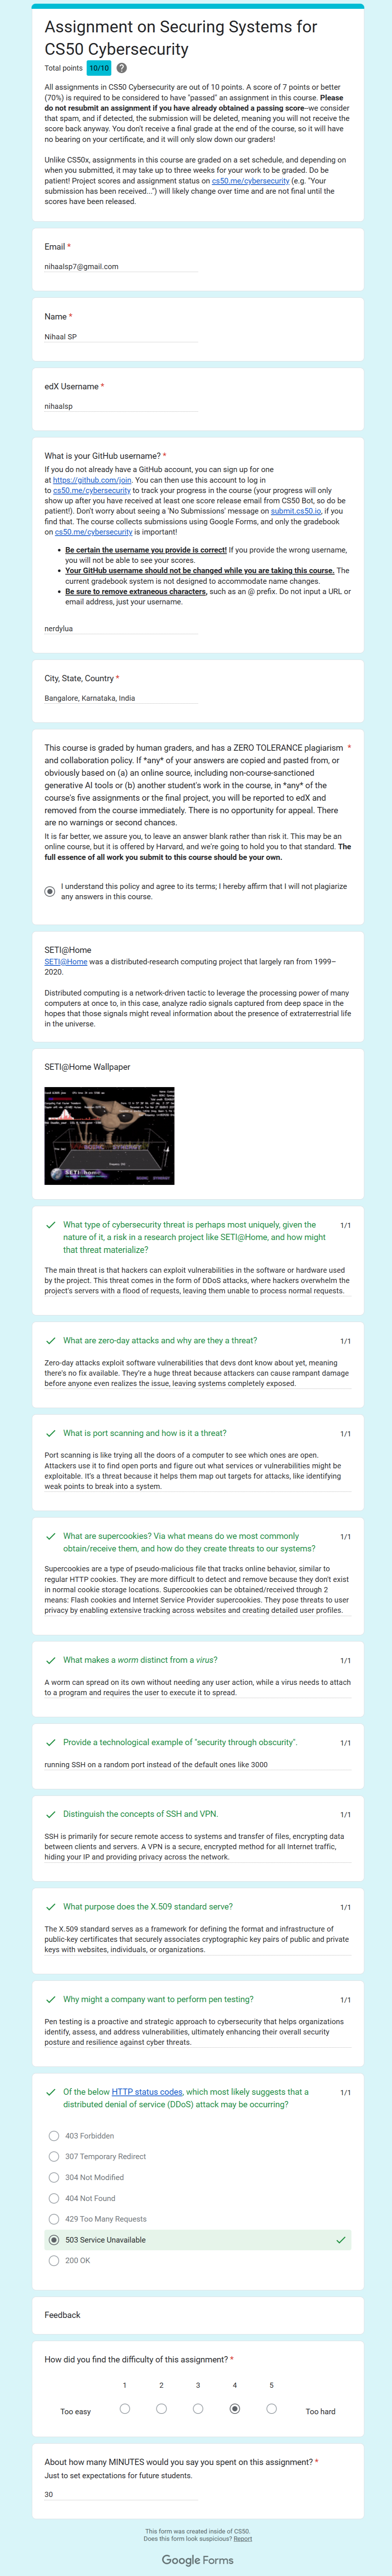 Assignment on Securing Systems for
CS50 Cybersecurity
Total points 10/10
All assignments in CS50 Cybersecurity are out of 10 points. A score of 7 points or better
(70%) is required to be considered to have "passed" an assignment in this course. Please
do not resubmit an assignment if you have already obtained a passing score–we consider
that spam, and if detected, the submission will be deleted, meaning you will not receive the
score back anyway. You don't receive a final grade at the end of the course, so it will have
no bearing on your certificate, and it will only slow down our graders!
Unlike CS50x, assignments in this course are graded on a set schedule, and depending on
when you submitted, it may take up to three weeks for your work to be graded. Do be
patient! Project scores and assignment status on cs50.me/cybersecurity (e.g. "Your
submission has been received...") will likely change over time and are not final until the
scores have been released.
Email *
nihaalsp7@gmail.com
Name *
Nihaal SP
edX Username *
nihaalsp
What is your GitHub username? *
If you do not already have a GitHub account, you can sign up for one
at https://github.com/join. You can then use this account to log in
to cs50.me/cybersecurity to track your progress in the course (your progress will only
show up after you have received at least one score release email from CS50 Bot, so do be
patient!). Don't worry about seeing a 'No Submissions' message on submit.cs50.io, if you
find that. The course collects submissions using Google Forms, and only the gradebook
on cs50.me/cybersecurity is important!
• Be certain the username you provide is correct! If you provide the wrong username,
you will not be able to see your scores.
• Your GitHub username should not be changed while you are taking this course. The
current gradebook system is not designed to accommodate name changes.
• Be sure to remove extraneous characters, such as an @ prefix. Do not input a URL or
email address, just your username.
nerdylua
City, State, Country *
Bangalore, Karnataka, India
This course is graded by human graders, and has a ZERO TOLERANCE plagiarism *
and collaboration policy. If *any* of your answers are copied and pasted from, or
obviously based on (a) an online source, including non-course-sanctioned
generative AI tools or (b) another student's work in the course, in *any* of the
course's five assignments or the final project, you will be reported to edX and
removed from the course immediately. There is no opportunity for appeal. There
are no warnings or second chances.
It is far better, we assure you, to leave an answer blank rather than risk it. This may be an
online course, but it is offered by Harvard, and we're going to hold you to that standard. The
full essence of all work you submit to this course should be your own.
I understand this policy and agree to its terms; I hereby affirm that I will not plagiarize
any answers in this course.
SETI@Home
SETI@Home was a distributed-research computing project that largely ran from 1999–
2020.
Distributed computing is a network-driven tactic to leverage the processing power of many
computers at once to, in this case, analyze radio signals captured from deep space in the
hopes that those signals might reveal information about the presence of extraterrestrial life
in the universe.
SETI@Home Wallpaper
What type of cybersecurity threat is perhaps most uniquely, given the 1/1
nature of it, a risk in a research project like SETI@Home, and how might
that threat materialize?
The main threat is that hackers can exploit vulnerabilities in the software or hardware used
by the project. This threat comes in the form of DDoS attacks, where hackers overwhelm the
project's servers with a flood of requests, leaving them unable to process normal requests.
What are zero-day attacks and why are they a threat? 1/1
Zero-day attacks exploit software vulnerabilities that devs dont know about yet, meaning
there's no fix available. They're a huge threat because attackers can cause rampant damage
before anyone even realizes the issue, leaving systems completely exposed.
What is port scanning and how is it a threat? 1/1
Port scanning is like trying all the doors of a computer to see which ones are open.
Attackers use it to find open ports and figure out what services or vulnerabilities might be
exploitable. It's a threat because it helps them map out targets for attacks, like identifying
weak points to break into a system.
What are supercookies? Via what means do we most commonly 1/1
obtain/receive them, and how do they create threats to our systems?
Supercookies are a type of pseudo-malicious file that tracks online behavior, similar to
regular HTTP cookies. They are more difficult to detect and remove because they don't exist
in normal cookie storage locations. Supercookies can be obtained/received through 2
means: Flash cookies and Internet Service Provider supercookies. They pose threats to user
privacy by enabling extensive tracking across websites and creating detailed user profiles.
What makes a worm distinct from a virus? 1/1
A worm can spread on its own without needing any user action, while a virus needs to attach
to a program and requires the user to execute it to spread.
Provide a technological example of "security through obscurity". 1/1
running SSH on a random port instead of the default ones like 3000
Distinguish the concepts of SSH and VPN. 1/1
SSH is primarily for secure remote access to systems and transfer of files, encrypting data
between clients and servers. A VPN is a secure, encrypted method for all Internet traffic,
hiding your IP and providing privacy across the network.
What purpose does the X.509 standard serve? 1/1
The X.509 standard serves as a framework for defining the format and infrastructure of
public-key certificates that securely associates cryptographic key pairs of public and private
keys with websites, individuals, or organizations.
Why might a company want to perform pen testing? 1/1
Pen testing is a proactive and strategic approach to cybersecurity that helps organizations
identify, assess, and address vulnerabilities, ultimately enhancing their overall security
posture and resilience against cyber threats.
Of the below HTTP status codes, which most likely suggests that a 1/1
distributed denial of service (DDoS) attack may be occurring?
403 Forbidden
307 Temporary Redirect
304 Not Modified
404 Not Found
429 Too Many Requests
503 Service Unavailable
200 OK
Feedback
How did you find the difficulty of this assignment? *
1 2 3 4 5
Too easy Too hard
About how many MINUTES would you say you spent on this assignment? *
Just to set expectations for future students.
30
This form was created inside of CS50.
Does this form look suspicious? Report
Google Forms